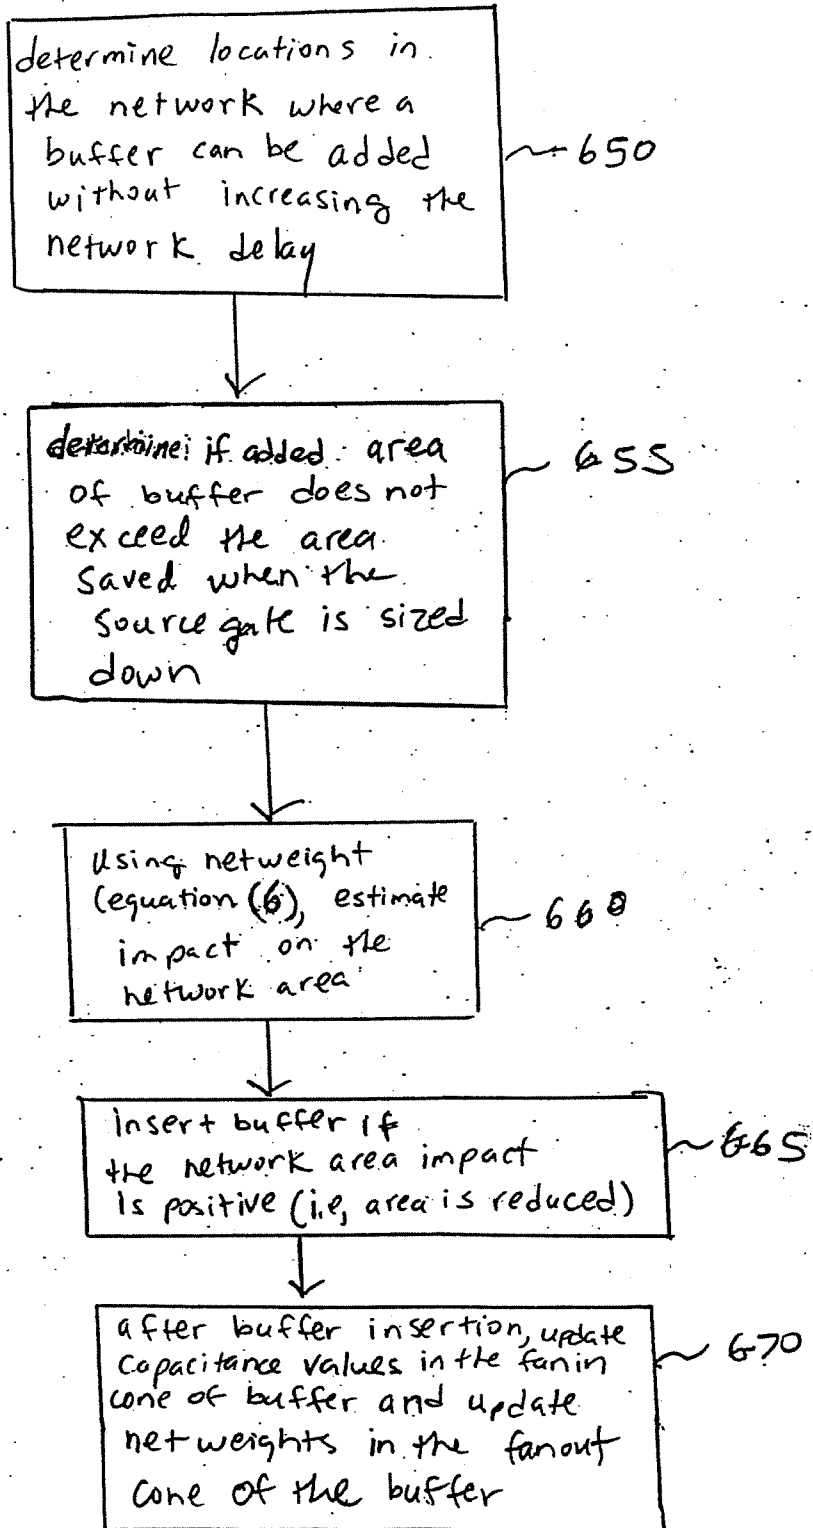 determine locations in
the network where a
buffer can be added
without increasing the
network delay
650
determine if added area
of buffer does not
exceed the area
saved when the
source gate is sized
down
655
using netweight
(equation (6), estimate
impact on the
network area
660
insert buffer if
the network area impact
is positive (i.e, area is reduced)
665
after buffer insertion, update
capacitance values in the fanin
cone of buffer and update
netweights in the fanout
cone of the buffer
670